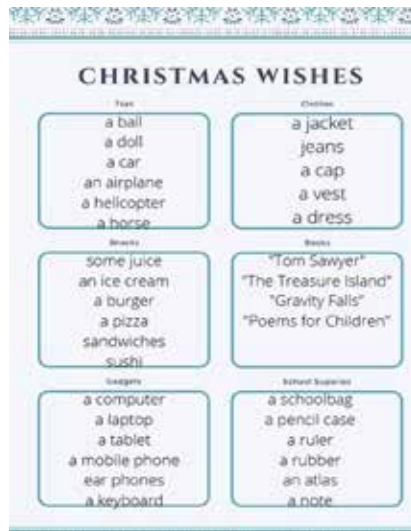 CHRISTMAS WISHES
Toys
a ball
a doll
a car
an airplane
a helicopter
a horse
Clothes
a jacket
jeans
a cap
a vest
a dress
Snacks
some juice
an ice cream
a burger
a pizza
sandwiches
sushi
Books
"Tom Sawyer"
"The Treasure Island"
"Gravity Falls"
"Poems for Children"
Gadgets
a computer
a laptop
a tablet
a mobile phone
ear phones
a keyboard
School Supplies
a schoolbag
a pencil case
a ruler
a rubber
an atlas
a note